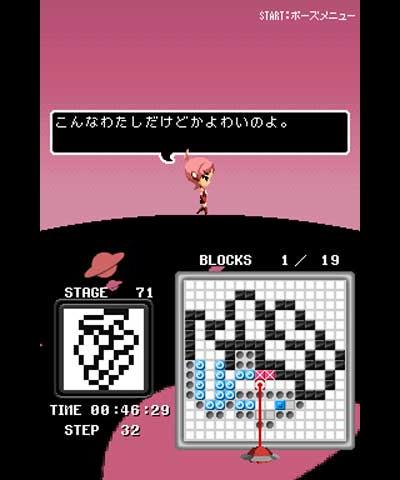 START:ポーズメニュー
こんなわたしだけどかよわいのよ。
BLOCKS 1 / 19
STAGE 71
TIME 00:46:29
STEP 32